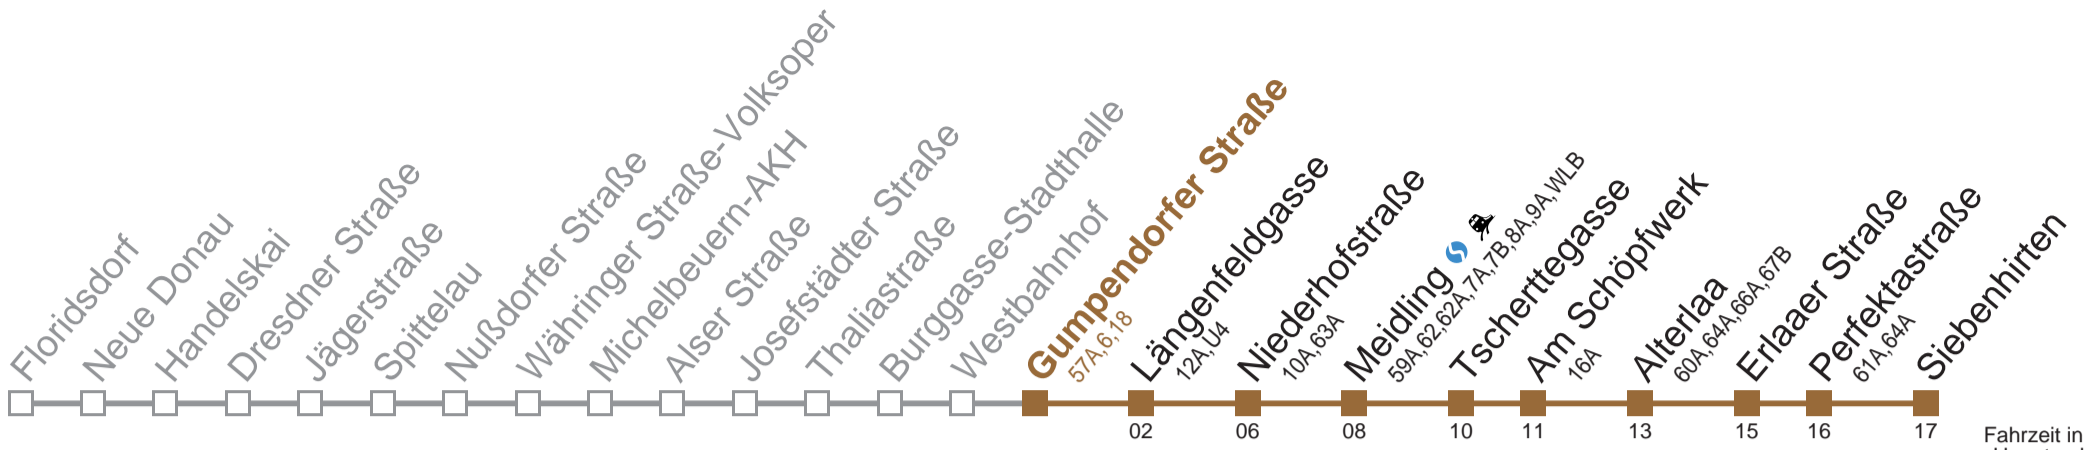 Floridsdorf
Neue Donau
Handelskai
Dresdner Straße
Jägerstraße
Spittelau
Nußdorfer Straße
Währinger Straße-Volksoper
Michelbeuern-AKH
Alser Straße
Josefstädter Straße
Thaliastraße
Burggasse-Stadthalle
Westbahnhof
Gumpendorfer Straße
57A,6,18
Längenfeldgasse
12A,U4
Niederhofstraße
10A,63A
Meidling
59A,62,62A,7A,7B,8A,9A,WLB
Tscherttegasse
Am Schöpfwerk
16A
Alterlaa
60A,64A,66A,67B
Erlaaer Straße
Perfektastraße
61A,64A
Siebenhirten
02 06 08 10 11 13 15 16 17
Fahrzeit in